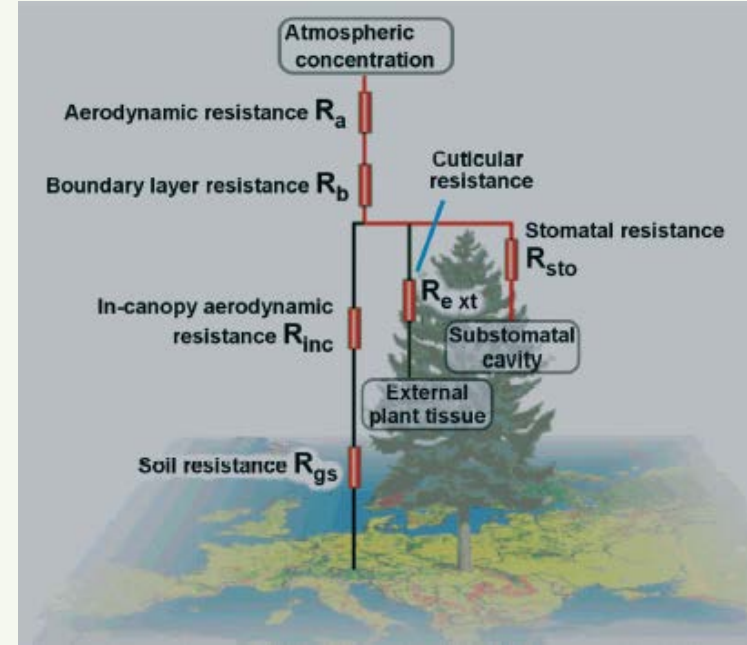 Atmospheric
concentration
Aerodynamic resistance Ra
Cuticular
resistance
Boundary layer resistance Rb
Stomatal resistance
Rsto
Re xt
In-canopy aerodynamic
resistance Rinc
Substomatal
cavity
External
plant tissue
Soil resistance Rgs